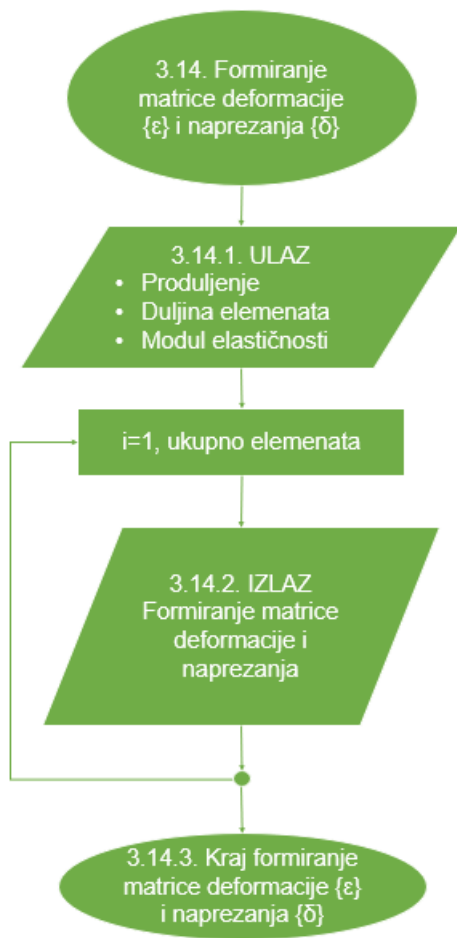 3.14. Formiranje
matrice deformacije
{ε} i naprezanja {δ}
3.14.1. ULAZ
• Produljenje
• Duljina elemenata
• Modul elastičnosti
i=1, ukupno elemenata
3.14.2. IZLAZ
Formiranje matrice
deformacije i
naprezanja
3.14.3. Kraj formiranje
matrice deformacije {ε}
i naprezanja {δ}